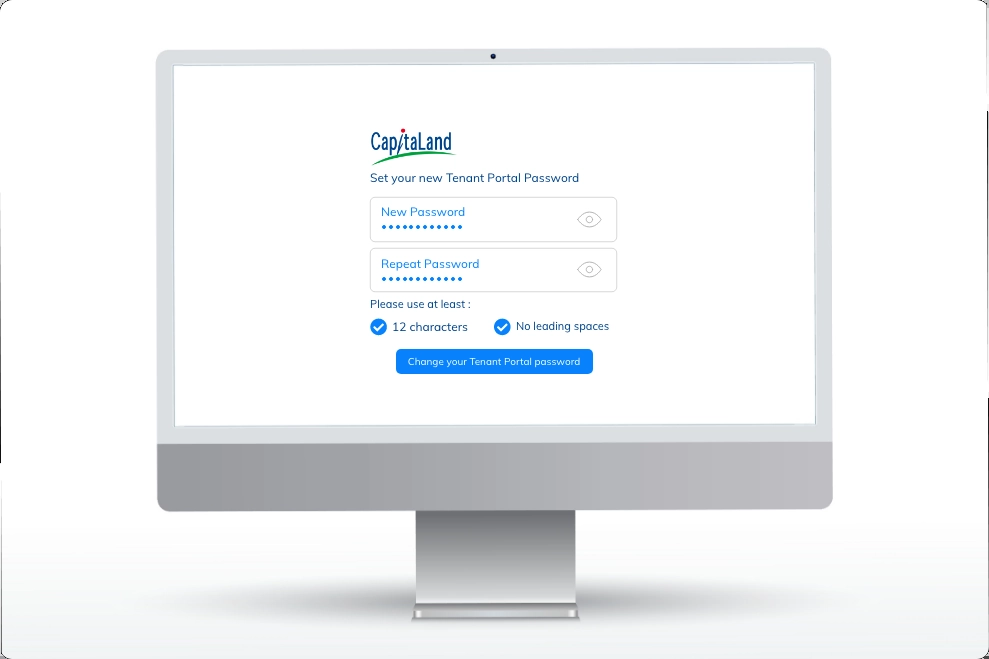 CapitaLand
Set your new Tenant Portal Password
New Password
Repeat Password
Please use at least :
12 characters
No leading spaces
Change your Tenant Portal password